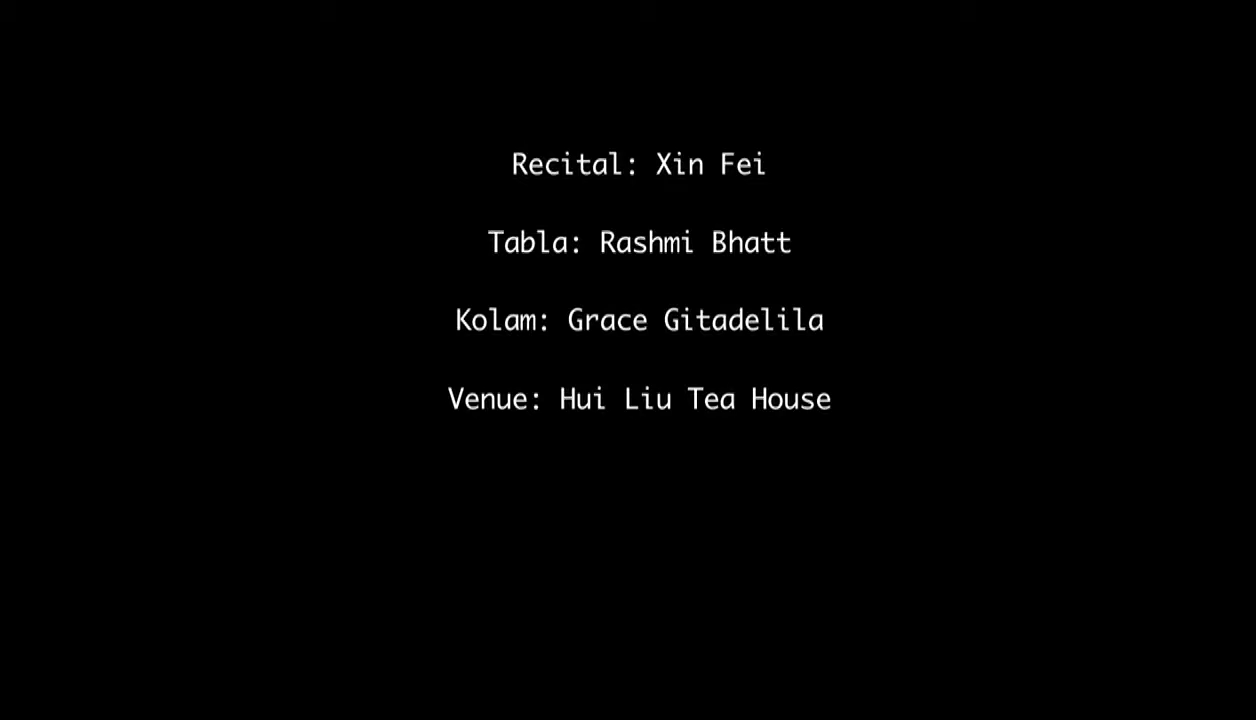 Recital: Xin Fei
Tabla: Rashmi Bhatt
Kolam: Grace Gitadelila
Venue: Hui Liu Tea House